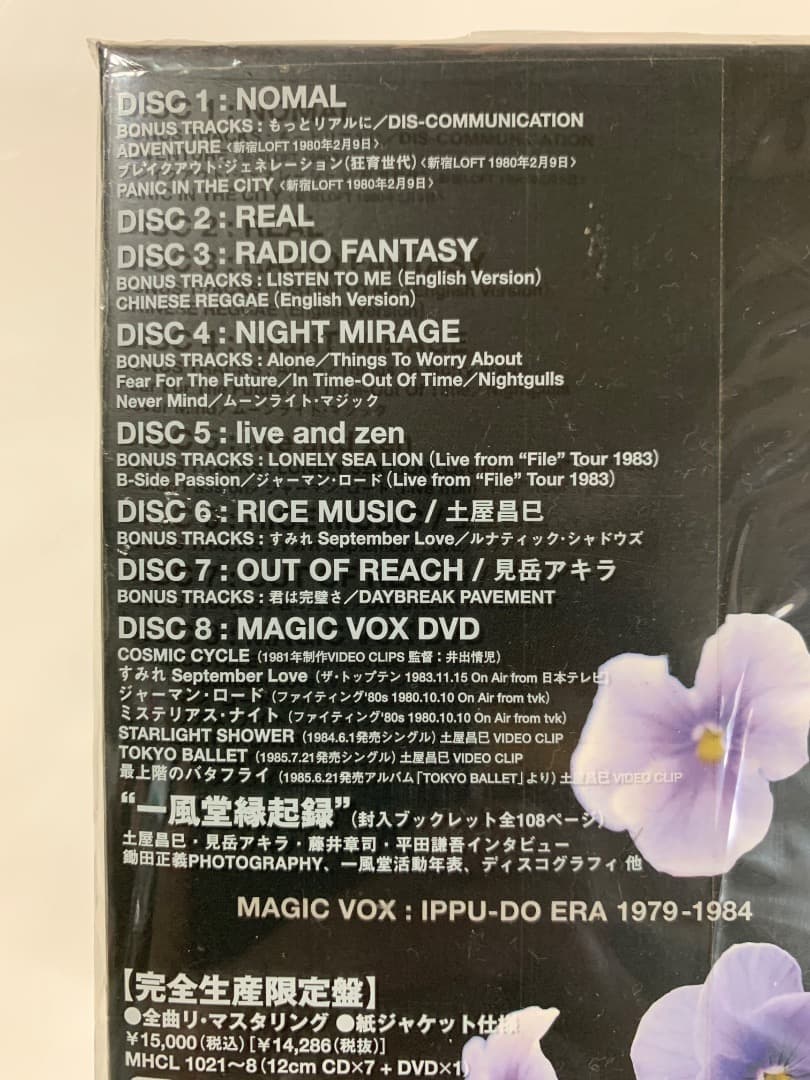 DISC 1 : NOMAL
BONUS TRACKS : もっとリアルに／DIS-COMMUNICATION
ADVENTURE〈新宿LOFT 1980年2月9日〉
ブレイクアウト・ジェネレーション（狂育世代）〈新宿LOFT 1980年2月9日〉
PANIC IN THE CITY〈新宿LOFT 1980年2月9日〉
DISC 2 : REAL
DISC 3 : RADIO FANTASY
BONUS TRACKS : LISTEN TO ME（English Version）
CHINESE REGGAE（English Version）
DISC 4 : NIGHT MIRAGE
BONUS TRACKS : Alone／Things To Worry About
Fear For The Future／In Time-Out Of Time／Nightgulls
Never Mind／ムーンライト・マジック
DISC 5 : live and zen
BONUS TRACKS : LONELY SEA LION（Live from “File” Tour 1983）
B-Side Passion／ジャーマン・ロード（Live from “File” Tour 1983）
DISC 6 : RICE MUSIC / 土屋昌巳
BONUS TRACKS : すみれ September Love／ルナティック・シャドウズ
DISC 7 : OUT OF REACH / 見岳アキラ
BONUS TRACKS : 君は完璧さ／DAYBREAK PAVEMENT
DISC 8 : MAGIC VOX DVD
COSMIC CYCLE（1981年制作VIDEO CLIPS 監督：井出情児）
すみれ September Love（ザ・トップテン 1983.11.15 On Air from 日本テレビ）
ジャーマン・ロード（ファイティング'80s 1980.10.10 On Air from tvk）
ミステリアス・ナイト（ファイティング'80s 1980.10.10 On Air from tvk）
STARLIGHT SHOWER（1984.6.1発売シングル）土屋昌巳 VIDEO CLIP
TOKYO BALLET（1985.7.21発売シングル）土屋昌巳 VIDEO CLIP
最上階のバタフライ（1985.6.21発売アルバム「TOKYO BALLET」より）土屋昌巳 VIDEO CLIP
“一風堂縁起録”（封入ブックレット全108ページ）
土屋昌巳・見岳アキラ・藤井章司・平田謙吾インタビュー
鋤田正義PHOTOGRAPHY、一風堂活動年表、ディスコグラフィ 他
MAGIC VOX : IPPU-DO ERA 1979-1984
【完全生産限定盤】
●全曲リ・マスタリング ●紙ジャケット仕様
¥15,000（税込）[¥14,286（税抜）]
MHCL 1021〜8（12cm CD×7 + DVD×1）